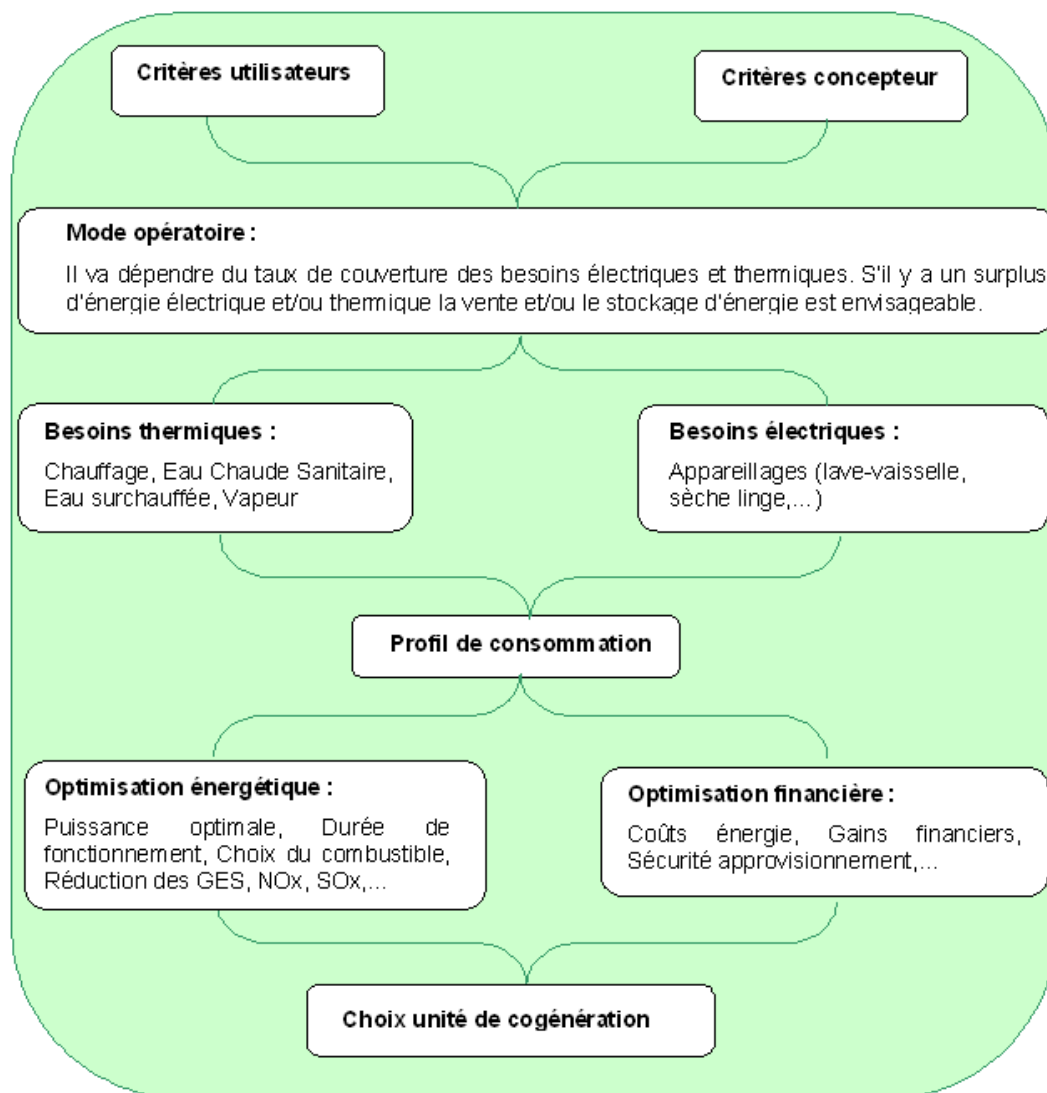 Critères utilisateurs
Critères concepteur
Mode opératoire :
Il va dépendre du taux de couverture des besoins électriques et thermiques. S'il y a un surplus
d'énergie électrique et/ou thermique la vente et/ou le stockage d'énergie est envisageable.
Besoins thermiques :
Chauffage, Eau Chaude Sanitaire,
Eau surchauffée, Vapeur
Besoins électriques :
Appareillages (lave-vaisselle,
sèche linge,...)
Profil de consommation
Optimisation énergétique :
Puissance optimale, Durée de
fonctionnement, Choix du combustible,
Réduction des GES, NOx, SOx,...
Optimisation financière :
Coûts énergie, Gains financiers,
Sécurité approvisionnement,...
Choix unité de cogénération